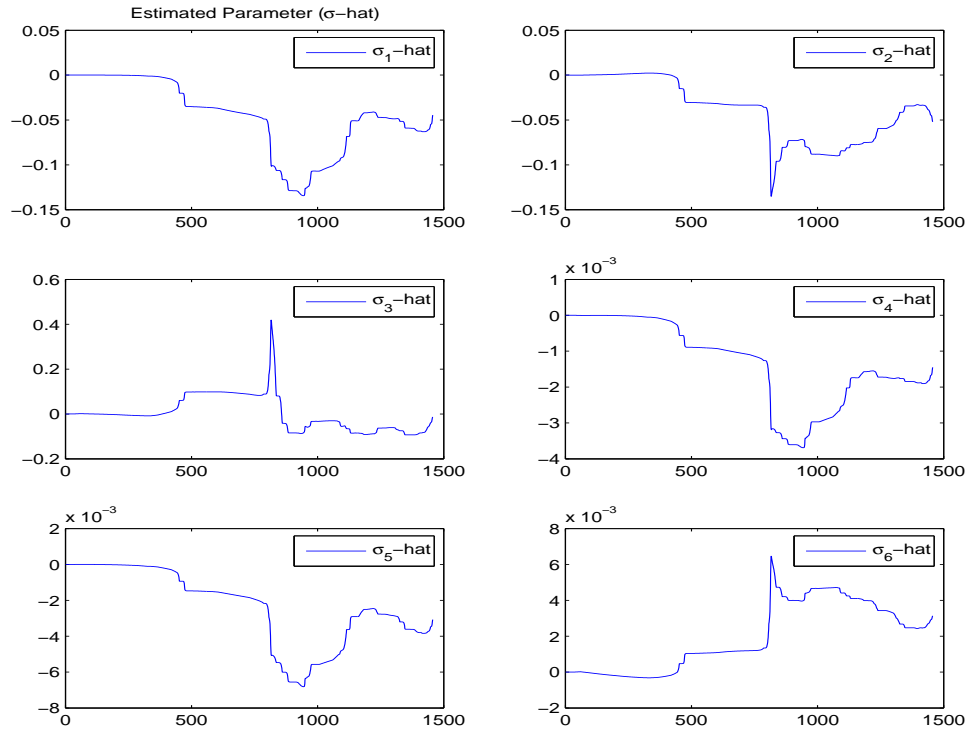 Estimated Parameter (σ−hat)
0.05
0
−0.05
−0.1
−0.15
0 500 1000 1500
σ1−hat
0.05
0
−0.05
−0.1
−0.15
0 500 1000 1500
σ2−hat
0.6
0.4
0.2
0
−0.2
0 500 1000 1500
σ3−hat
x 10−3
1
0
−1
−2
−3
−4
0 500 1000 1500
σ4−hat
x 10−3
2
0
−2
−4
−6
−8
0 500 1000 1500
σ5−hat
x 10−3
8
6
4
2
0
−2
0 500 1000 1500
σ6−hat